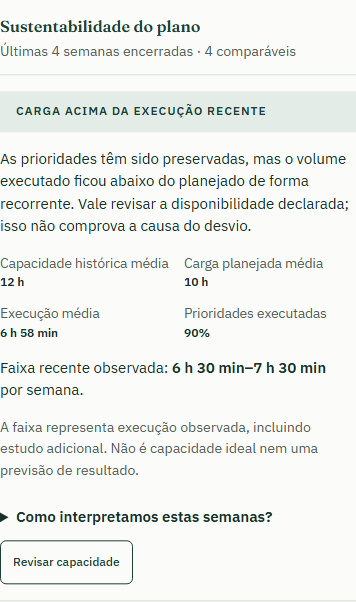 Sustentabilidade do plano
Últimas 4 semanas encerradas · 4 comparáveis
CARGA ACIMA DA EXECUÇÃO RECENTE
As prioridades têm sido preservadas, mas o volume
executado ficou abaixo do planejado de forma
recorrente. Vale revisar a disponibilidade declarada;
isso não comprova a causa do desvio.
Capacidade histórica média
12 h
Carga planejada média
10 h
Execução média
6 h 58 min
Prioridades executadas
90%
Faixa recente observada: 6 h 30 min–7 h 30 min
por semana.
A faixa representa execução observada, incluindo
estudo adicional. Não é capacidade ideal nem uma
previsão de resultado.
Como interpretamos estas semanas?
Revisar capacidade